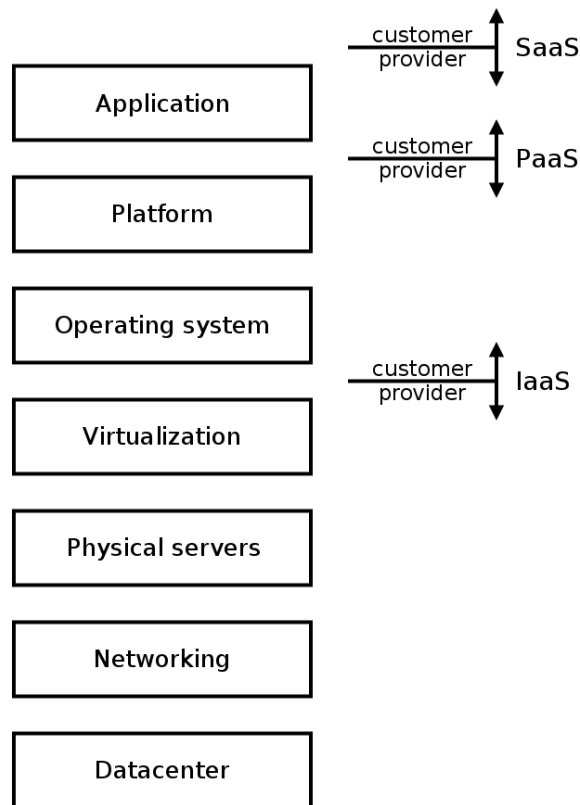 customer
provider
SaaS
Application
customer
provider
PaaS
Platform
Operating system
customer
provider
IaaS
Virtualization
Physical servers
Networking
Datacenter